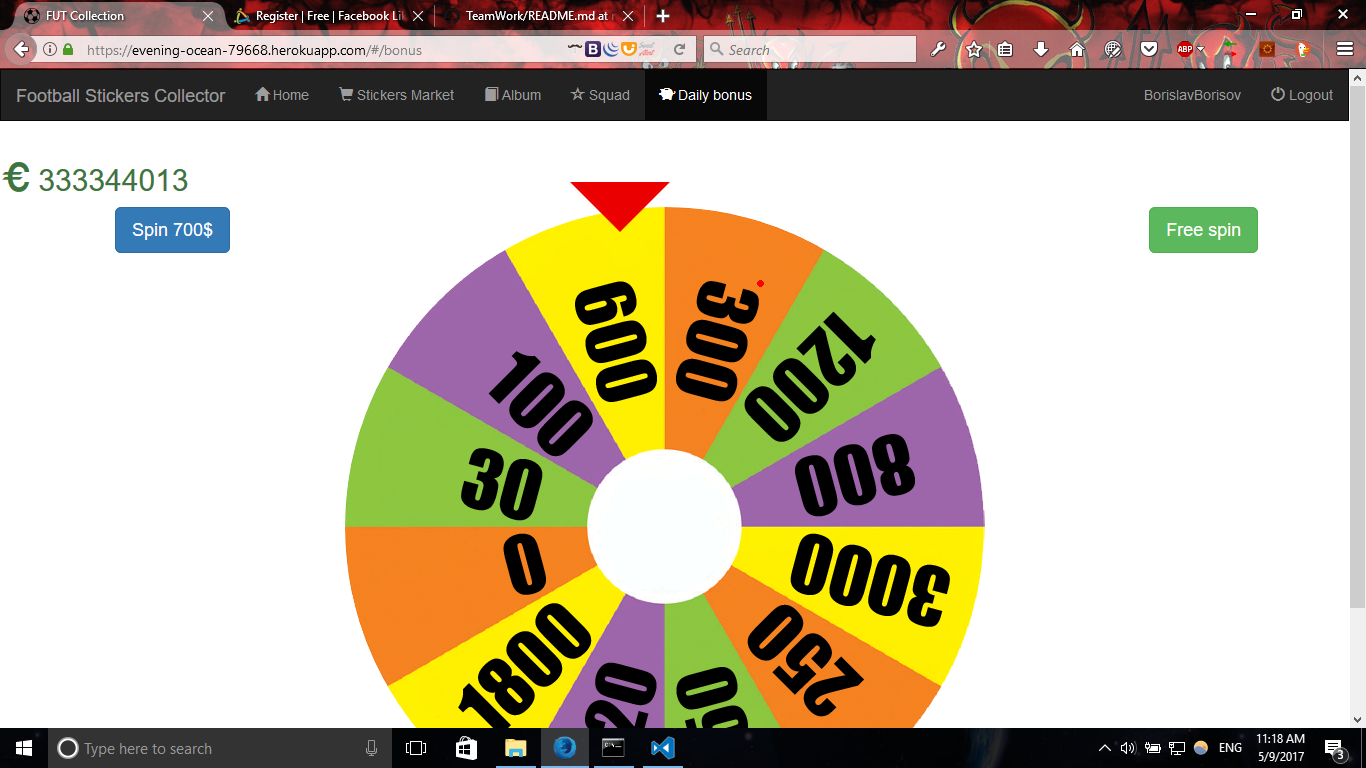 FUT Collection
Register | Free | Facebook Li
TeamWork/README.md at
https://evening-ocean-79668.herokuapp.com/#/bonus
Search
ABP
Football Stickers Collector Home Stickers Market Album Squad Daily bonus BorislavBorisov Logout
€ 333344013
Spin 700$
Free spin
600
300
1200
100
800
30
3000
0
250
1800
20
50
Type here to search
ENG
11:18 AM
5/9/2017
3